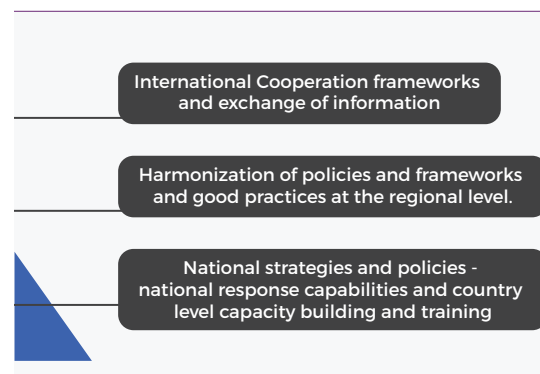 International Cooperation frameworks
and exchange of information
Harmonization of policies and frameworks
and good practices at the regional level.
National strategies and policies -
national response capabilities and country
level capacity building and training